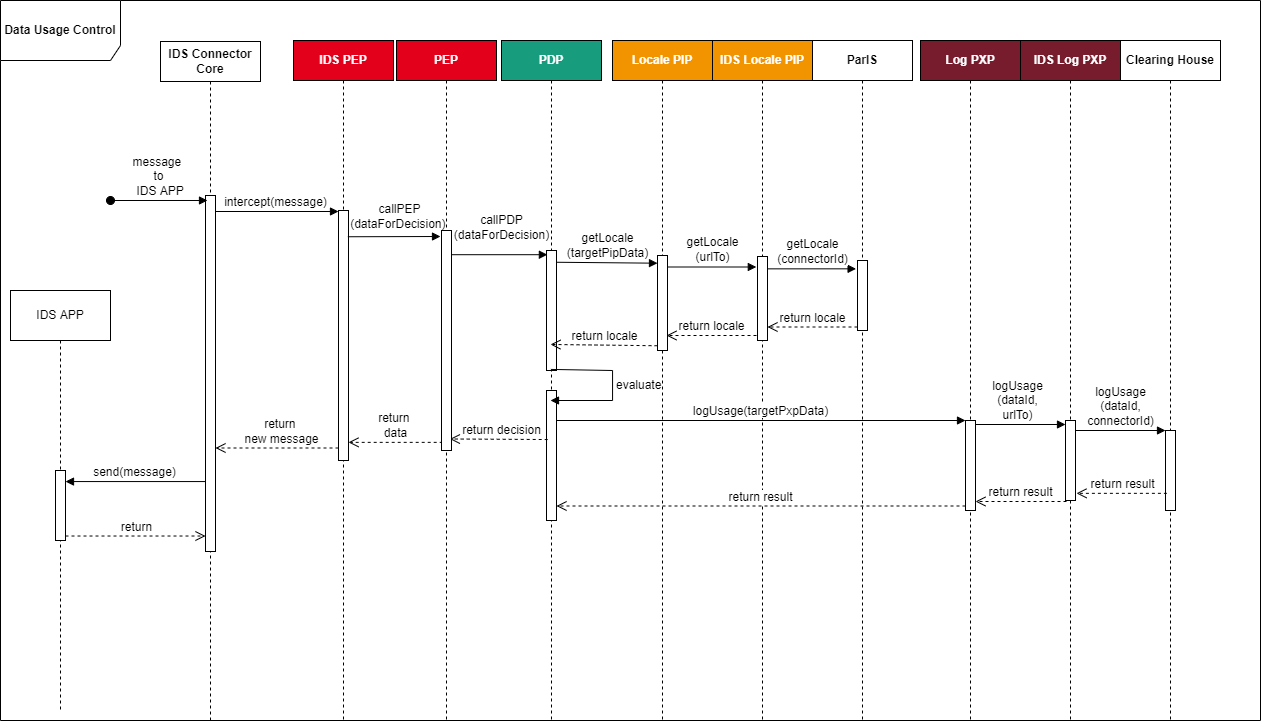 Data Usage Control
IDS Connector
Core
IDS PEP
PEP
PDP
Locale PIP
IDS Locale PIP
ParIS
Log PXP
IDS Log PXP
Clearing House
message
to
IDS APP
intercept(message)
callPEP
(dataForDecision)
callPDP
(dataForDecision)
getLocale
(targetPipData)
getLocale
(urlTo)
getLocale
(connectorId)
IDS APP
return locale
return locale
return locale
evaluate
logUsage(targetPxpData)
logUsage
(dataId,
urlTo)
logUsage
(dataId,
connectorId)
return decision
return
data
return
new message
send(message)
return result
return result
return result
return